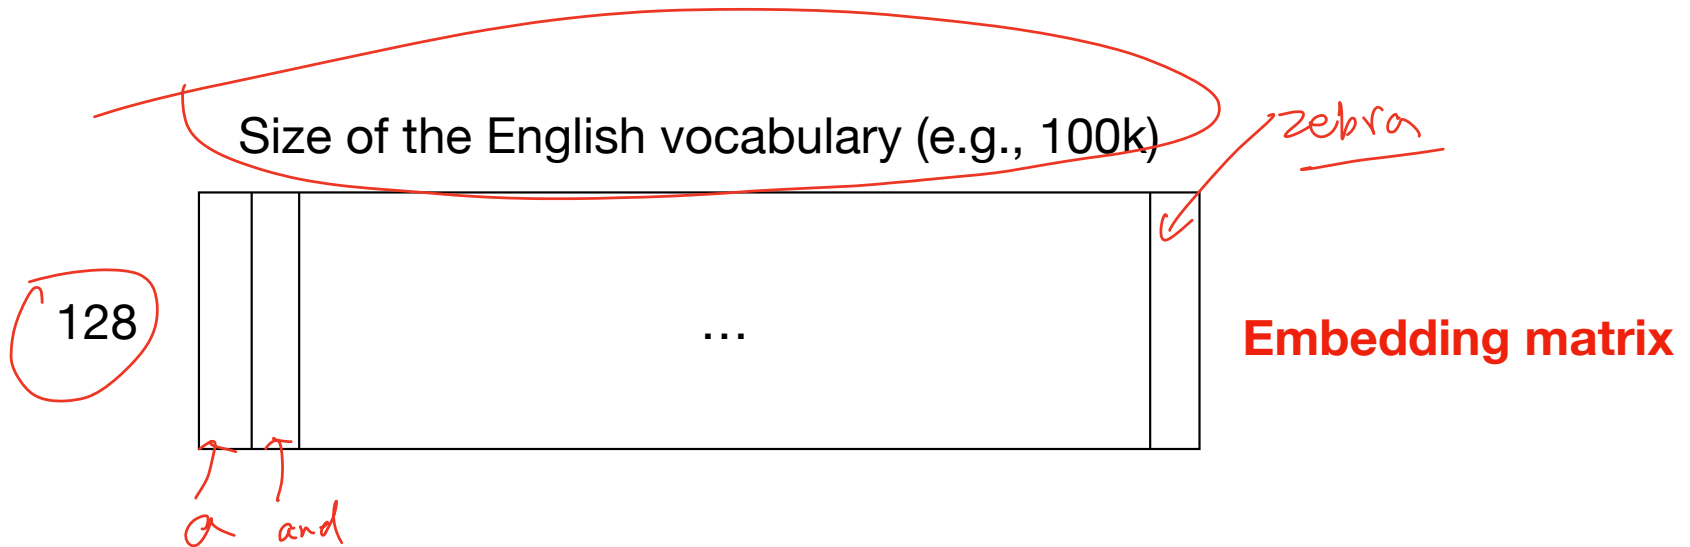 Size of the English vocabulary (e.g., 100k)
zebra
128
...
Embedding matrix
a and